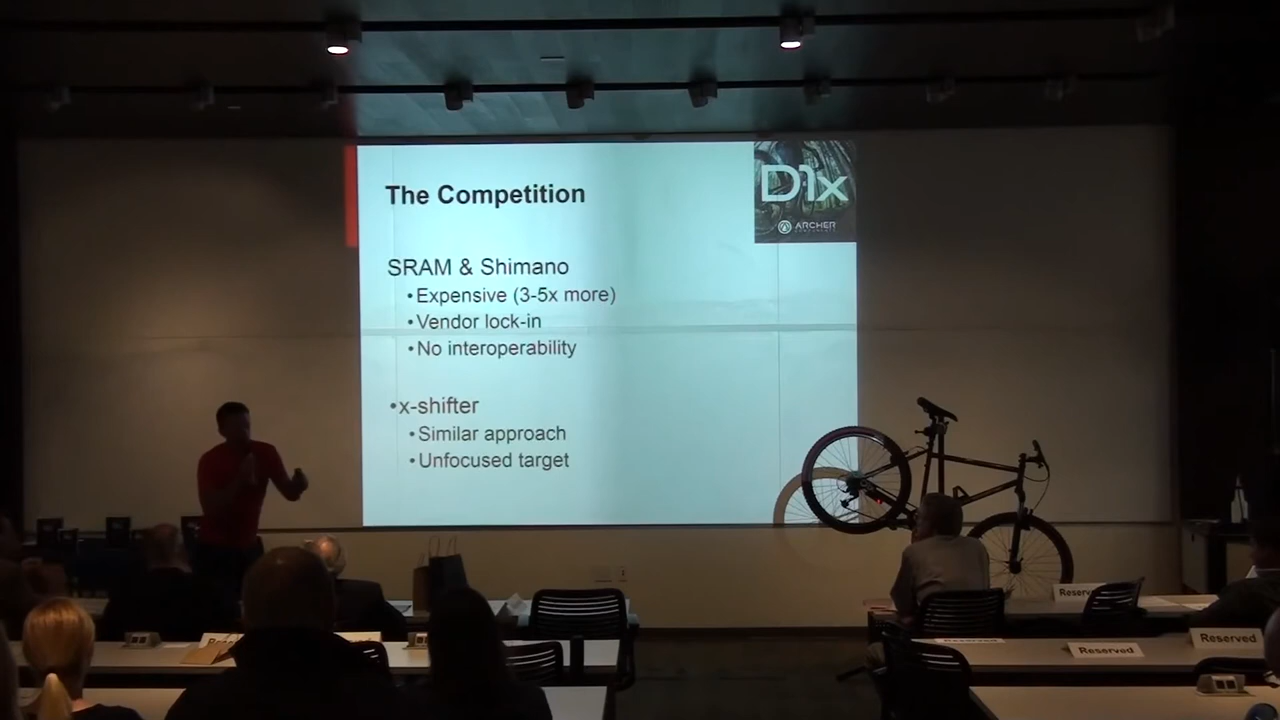 The Competition
D1x
ARCHER
COMPONENTS
SRAM & Shimano
•Expensive (3-5x more)
•Vendor lock-in
•No interoperability
•x-shifter
•Similar approach
•Unfocused target
Reserved
Reserved